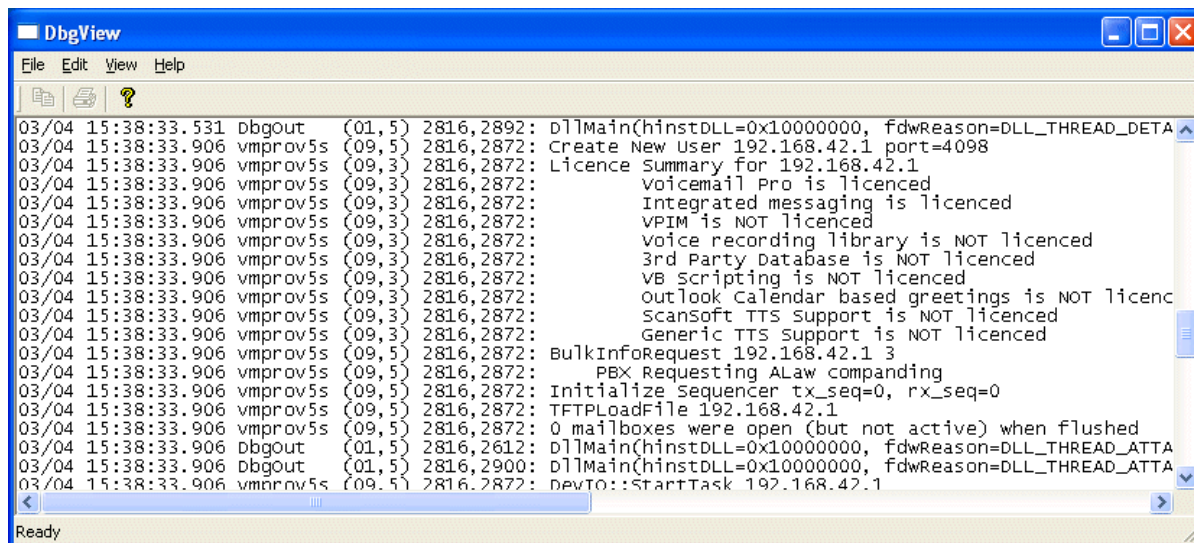 DbgView
File Edit View Help
03/04 15:38:33.531 DbgOut (01,5) 2816,2892: DllMain(hinstDLL=0x10000000, fdwReason=DLL_THREAD_DETA
03/04 15:38:33.906 vmprov5s (09,5) 2816,2872: Create New User 192.168.42.1 port=4098
03/04 15:38:33.906 vmprov5s (09,3) 2816,2872: Licence Summary for 192.168.42.1
03/04 15:38:33.906 vmprov5s (09,3) 2816,2872: Voicemail Pro is licenced
03/04 15:38:33.906 vmprov5s (09,3) 2816,2872: Integrated messaging is licenced
03/04 15:38:33.906 vmprov5s (09,3) 2816,2872: VPIM is NOT licenced
03/04 15:38:33.906 vmprov5s (09,3) 2816,2872: Voice recording library is NOT licenced
03/04 15:38:33.906 vmprov5s (09,3) 2816,2872: 3rd Party Database is NOT licenced
03/04 15:38:33.906 vmprov5s (09,3) 2816,2872: VB Scripting is NOT licenced
03/04 15:38:33.906 vmprov5s (09,3) 2816,2872: Outlook Calendar based greetings is NOT licenc
03/04 15:38:33.906 vmprov5s (09,3) 2816,2872: ScanSoft TTS Support is NOT licenced
03/04 15:38:33.906 vmprov5s (09,3) 2816,2872: Generic TTS Support is NOT licenced
03/04 15:38:33.906 vmprov5s (09,5) 2816,2872: BulkInfoRequest 192.168.42.1 3
03/04 15:38:33.906 vmprov5s (09,5) 2816,2872: PBX Requesting ALaw companding
03/04 15:38:33.906 vmprov5s (09,5) 2816,2872: Initialize Sequencer tx_seq=0, rx_seq=0
03/04 15:38:33.906 vmprov5s (09,5) 2816,2872: TFTPLoadFile 192.168.42.1
03/04 15:38:33.906 vmprov5s (09,5) 2816,2872: 0 mailboxes were open (but not active) when flushed
03/04 15:38:33.906 DbgOut (01,5) 2816,2612: DllMain(hinstDLL=0x10000000, fdwReason=DLL_THREAD_ATTA
03/04 15:38:33.906 DbgOut (01,5) 2816,2900: DllMain(hinstDLL=0x10000000, fdwReason=DLL_THREAD_ATTA
03/04 15:38:33.906 vmprov5s (09,5) 2816,2872: DevIO::StartTask 192.168.42.1
Ready